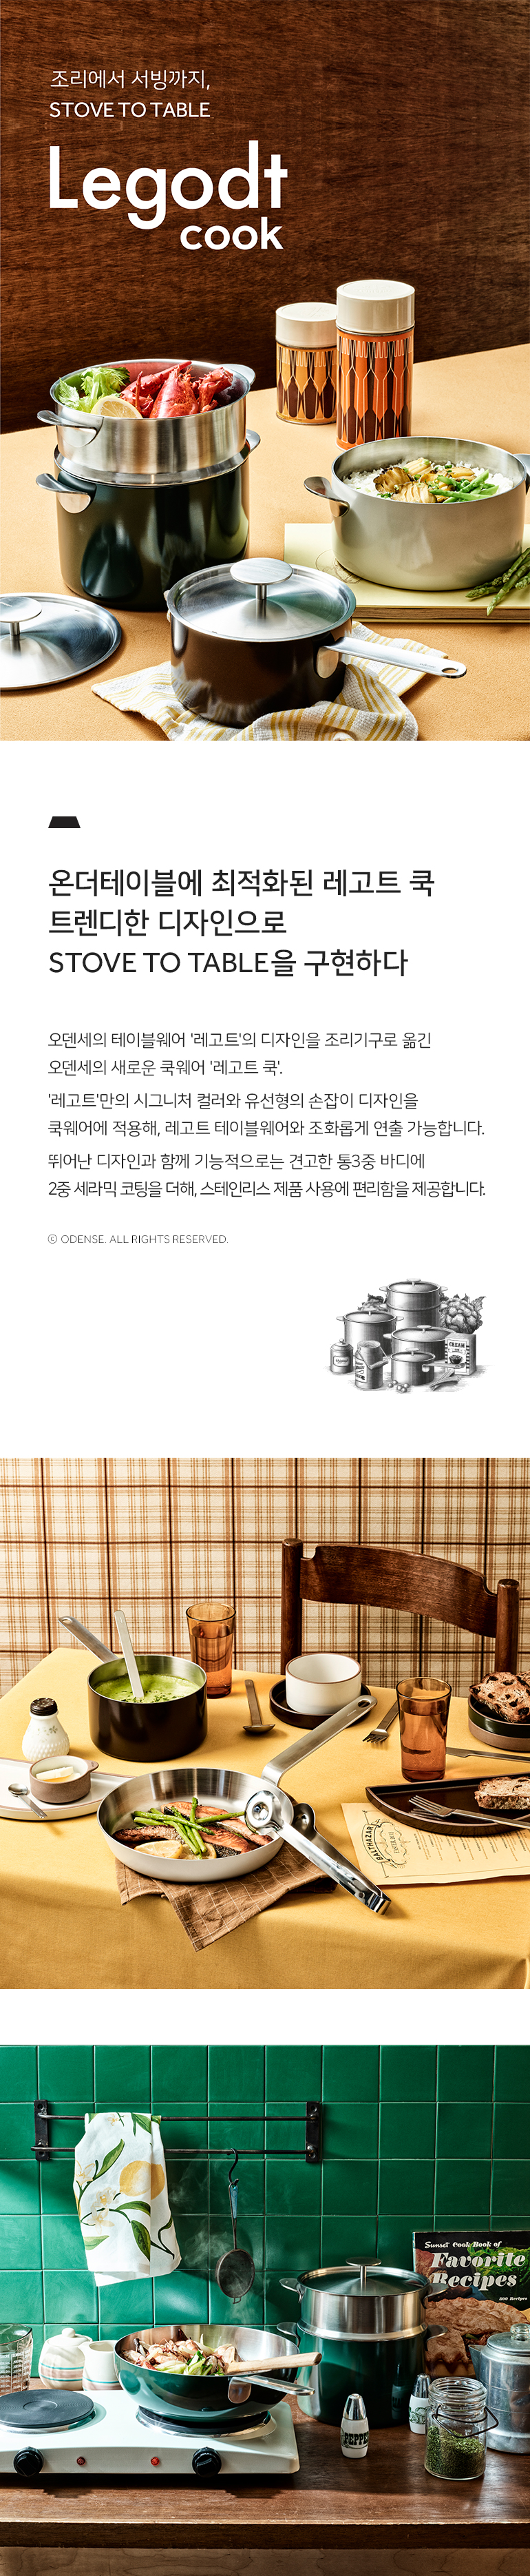 조리에서 서빙까지,
STOVE TO TABLE
Legodt
cook
온더테이블에 최적화된 레고트 쿡
트렌디한 디자인으로
STOVE TO TABLE을 구현하다
오덴세의 테이블웨어 '레고트'의 디자인을 조리기구로 옮긴
오덴세의 새로운 쿡웨어 '레고트 쿡'.
'레고트'만의 시그니처 컬러와 유선형의 손잡이 디자인을
쿡웨어에 적용해, 레고트 테이블웨어와 조화롭게 연출 가능합니다.
뛰어난 디자인과 함께 기능적으로는 견고한 통3중 바디에
2중 세라믹 코팅을 더해, 스테인리스 제품 사용에 편리함을 제공합니다.
ⓒ ODENSE. ALL RIGHTS RESERVED.
CREAM
BALTHAZAR
Sunset Cook Book of
Favorite
Recipes
PEPPER